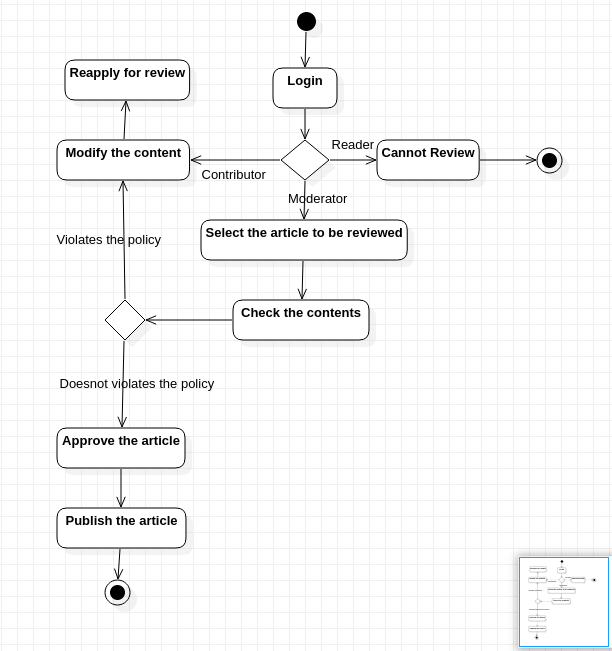 Reapply for review
Login
Reader
Modify the content
Cannot Review
Contributor
Moderator
Select the article to be reviewed
Violates the policy
Check the contents
Doesnot violates the policy
Approve the article
Publish the article